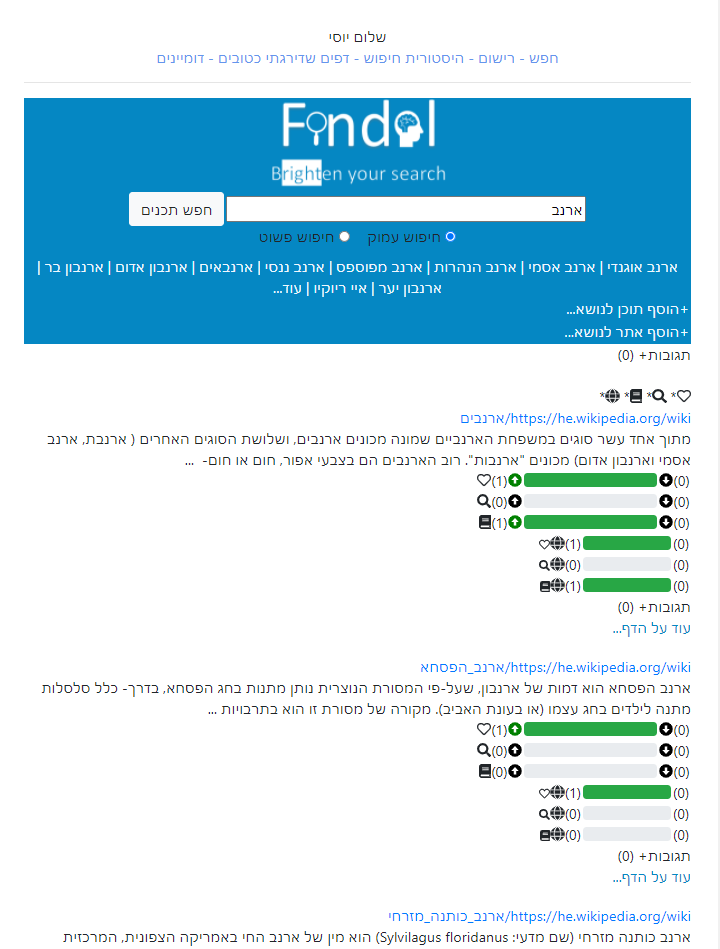 שלום יוסי
חפש - רישום - היסטורית חיפוש - דפים שדירגתי כטובים - דומיינים
Findol
Brighten your search
ארנב
חפש תכנים
חיפוש עמוק חיפוש פשוט
ארנב אוגנדי | ארנב אסמי | ארנב הנהרות | ארנב מפוספס | ארנב ננסי | ארנבאים | ארנבון אדום | ארנבון בר |
ארנבון יער | איי ריוקיו | עוד...
+הוסף תוכן לנושא...
+הוסף אתר לנושא...
תגובות+ (0)
* * * *
https://he.wikipedia.org/wiki/ארנבים
מתוך אחד עשר סוגים במשפחת הארנביים שמונה מכונים ארנבים, ושלושת הסוגים האחרים ( ארנבת, ארנב
אסמי וארנבון אדום) מכונים "ארנבות". רוב הארנבים הם בצבעי אפור, חום או חום- ...
(0) (1)
(0) (0)
(0) (1)
(0) (1)
(0) (0)
(0) (1)
תגובות+ (0)
עוד על הדף...
https://he.wikipedia.org/wiki/ארנב_הפסחא
ארנב הפסחא הוא דמות של ארנבון, שעל-פי המסורת הנוצרית נותן מתנות בחג הפסחא, בדרך- כלל סלסלות
מתנה לילדים בחג עצמו (או בעונת האביב). מקורה של מסורת זו הוא בתרבויות ...
(0) (1)
(0) (0)
(0) (0)
(0) (1)
(0) (0)
(0) (0)
תגובות+ (0)
עוד על הדף...
https://he.wikipedia.org/wiki/ארנב_כותנה_מזרחי
ארנב כותנה מזרחי (שם מדעי: Sylvilagus floridanus) הוא מין של ארנב החי באמריקה הצפונית, המרכזית